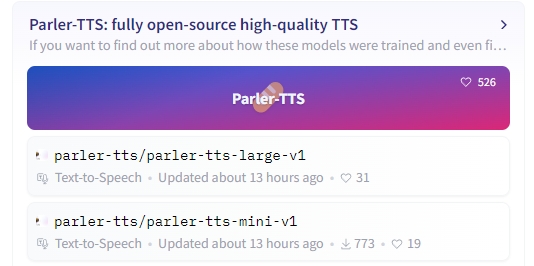 Parler-TTS: fully open-source high-quality TTS
If you want to find out more about how these models were trained and even fi...
526
Parler-TTS
parler-tts/parler-tts-large-v1
Text-to-Speech • Updated about 13 hours ago • 31
parler-tts/parler-tts-mini-v1
Text-to-Speech • Updated about 13 hours ago • 773 • 19